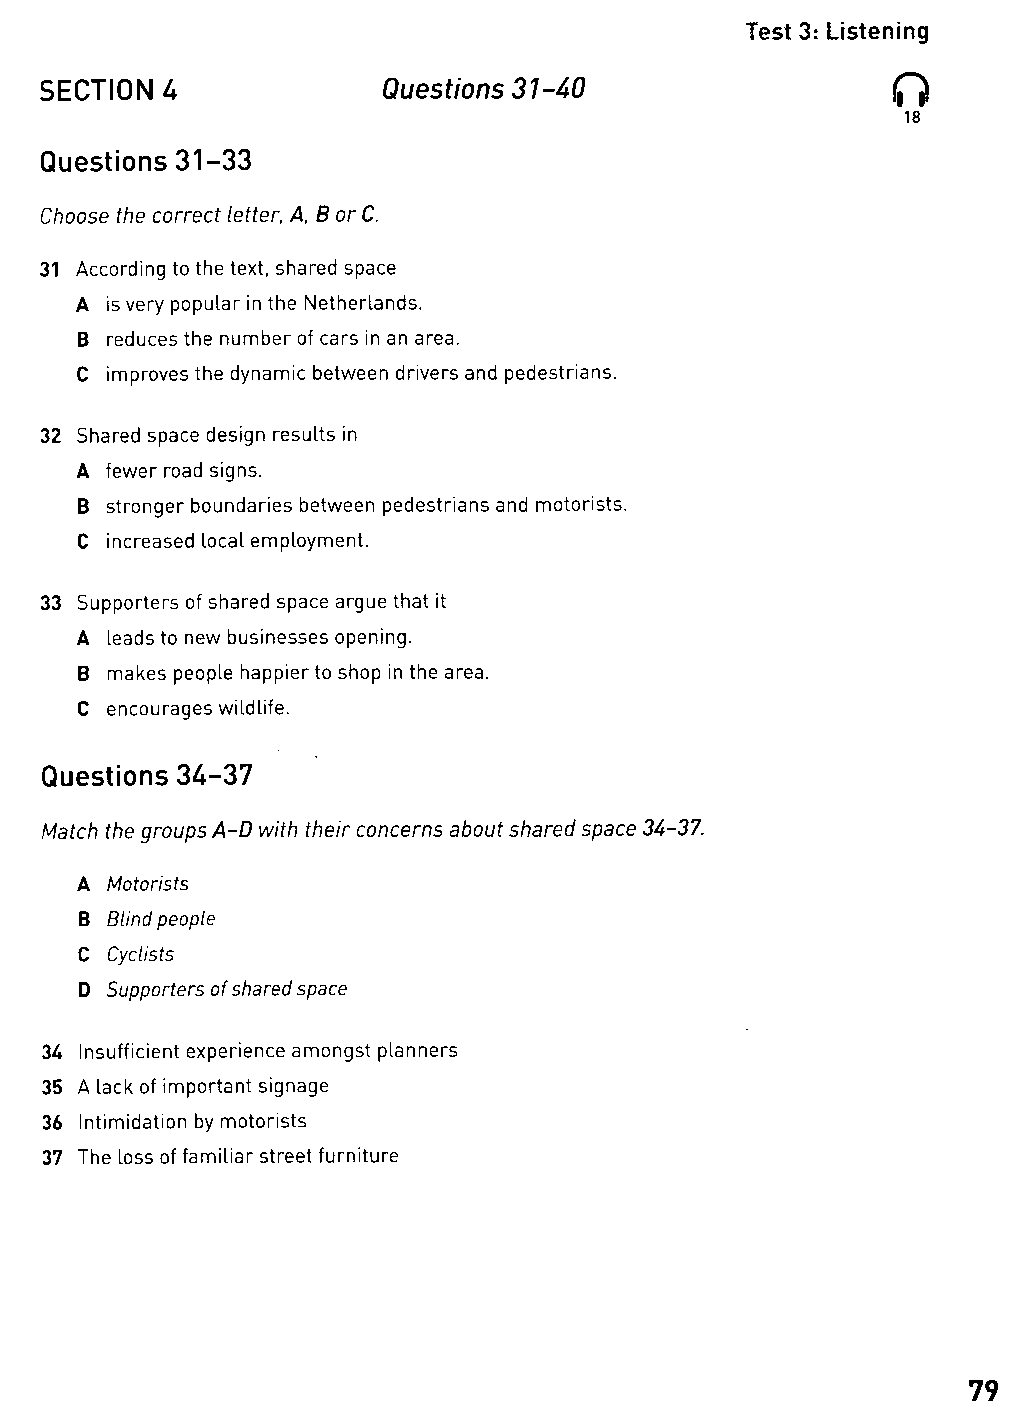 Test 3: Listening
SECTION 4 Questions 31–40
18
Questions 31–33
Choose the correct letter, A, B or C.
31 According to the text, shared space
A is very popular in the Netherlands.
B reduces the number of cars in an area.
C improves the dynamic between drivers and pedestrians.
32 Shared space design results in
A fewer road signs.
B stronger boundaries between pedestrians and motorists.
C increased local employment.
33 Supporters of shared space argue that it
A leads to new businesses opening.
B makes people happier to shop in the area.
C encourages wildlife.
Questions 34–37
Match the groups A–D with their concerns about shared space 34–37.
A Motorists
B Blind people
C Cyclists
D Supporters of shared space
34 Insufficient experience amongst planners
35 A lack of important signage
36 Intimidation by motorists
37 The loss of familiar street furniture
79